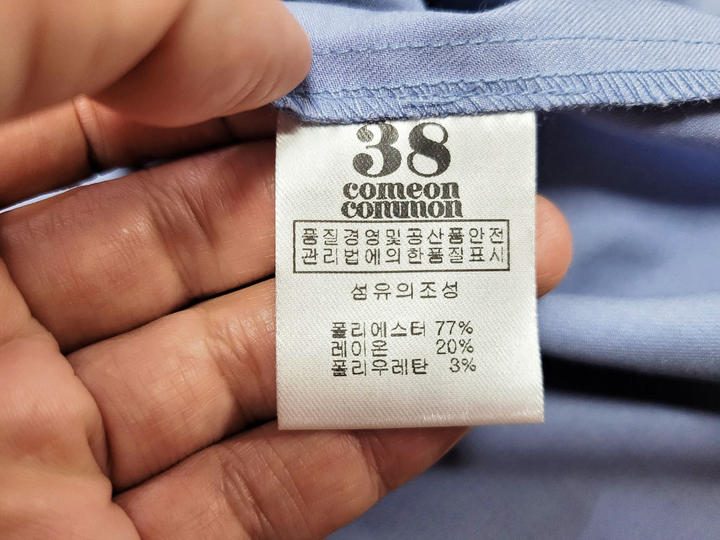 38
comeon
common
품질경영및공산품안전
관리법에의한품질표시
섬유의조성
폴리에스터 77%
레이온 20%
폴리우레탄 3%